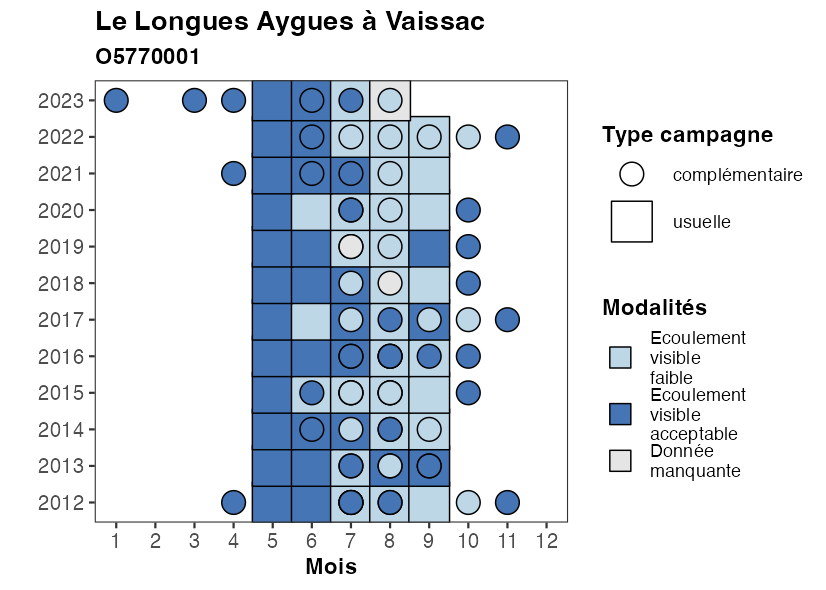 Le Longues Aygues à Vaissac
O5770001
2023
2022
2021
2020
2019
2018
2017
2016
2015
2014
2013
2012
1 2 3 4 5 6 7 8 9 10 11 12
Mois
Type campagne
complémentaire
usuelle
Modalités
Ecoulement
visible
faible
Ecoulement
visible
acceptable
Donnée
manquante